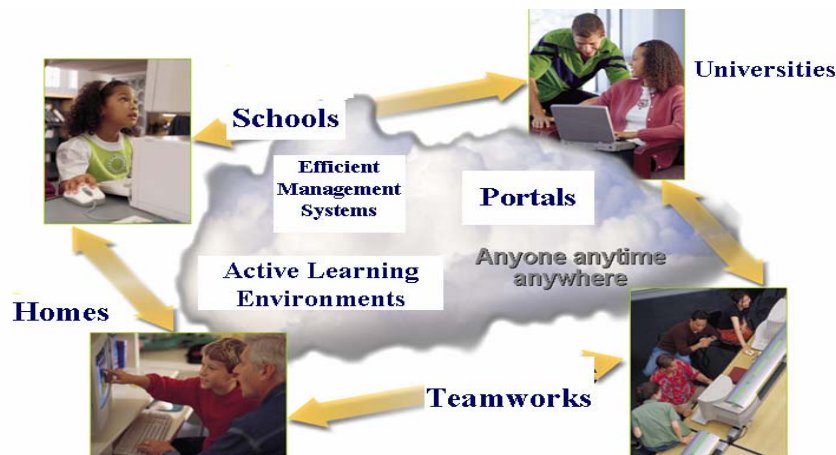 Universities
Schools
Efficient
Management
Systems
Portals
Anyone anytime
anywhere
Active Learning
Environments
Homes
Teamworks